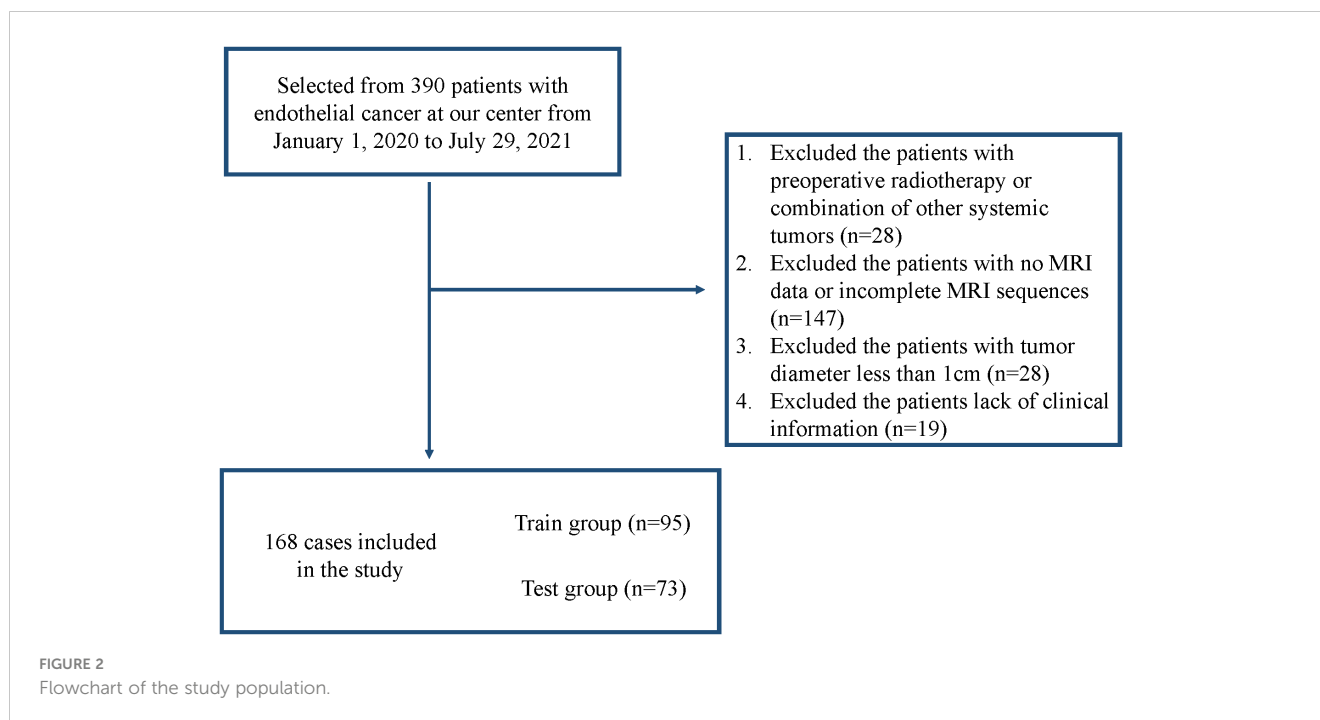 Selected from 390 patients with
endothelial cancer at our center from
January 1, 2020 to July 29, 2021
1. Excluded the patients with
preoperative radiotherapy or
combination of other systemic
tumors (n=28)
2. Excluded the patients with no MRI
data or incomplete MRI sequences
(n=147)
3. Excluded the patients with tumor
diameter less than 1cm (n=28)
4. Excluded the patients lack of clinical
information (n=19)
168 cases included
in the study
Train group (n=95)
Test group (n=73)
FIGURE 2
Flowchart of the study population.